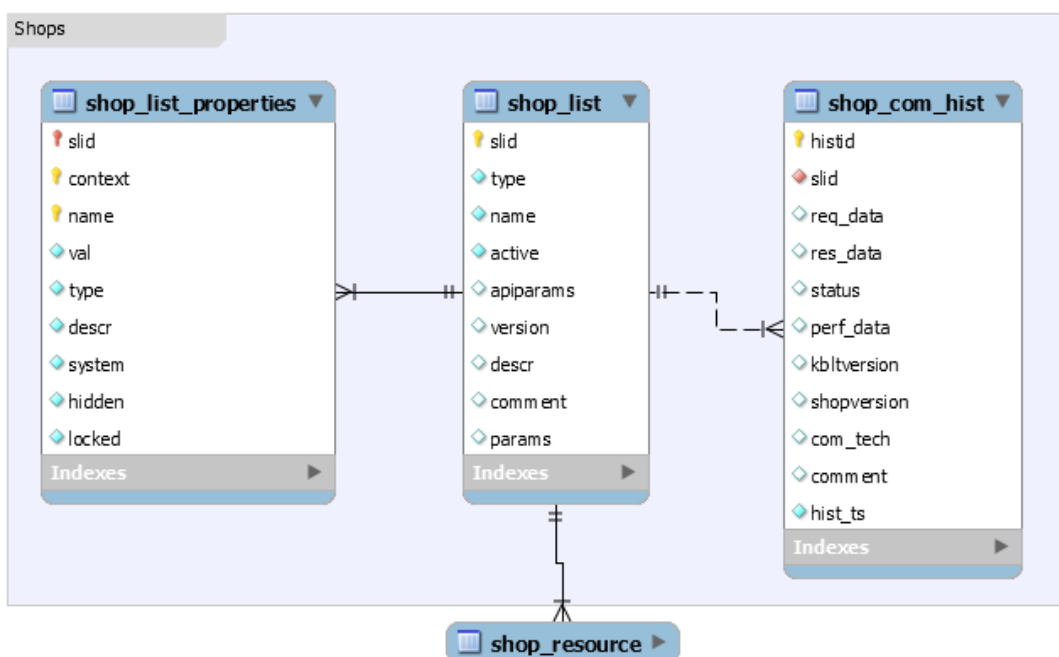 Shops
shop_list_properties
slid
context
name
val
type
descr
system
hidden
locked
Indexes
shop_list
slid
type
name
active
apiparams
version
descr
comment
params
Indexes
shop_com_hist
histid
slid
req_data
res_data
status
perf_data
kbltversion
shopversion
com_tech
comment
hist_ts
Indexes
shop_resource